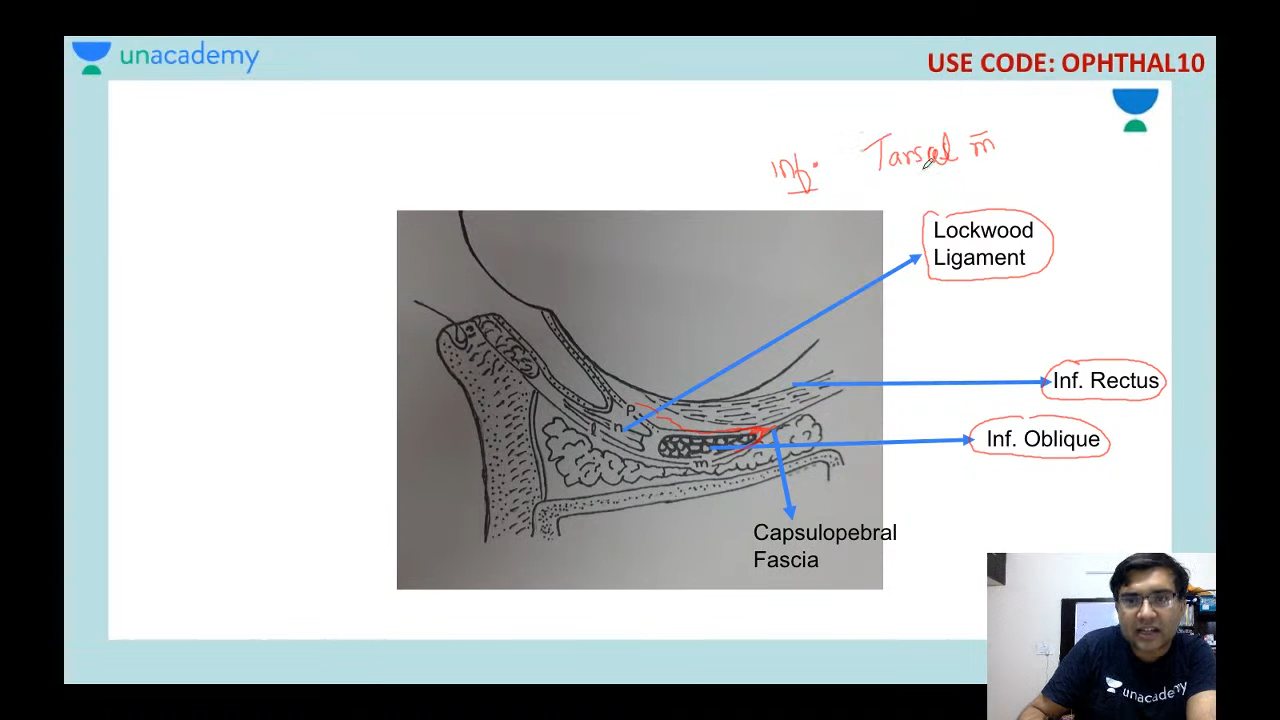 unacademy
USE CODE: OPHTHAL10
Inf. Tarsal m̄
Lockwood
Ligament
Inf. Rectus
P
l n
Inf. Oblique
m
Capsulopebral
Fascia
unacademy